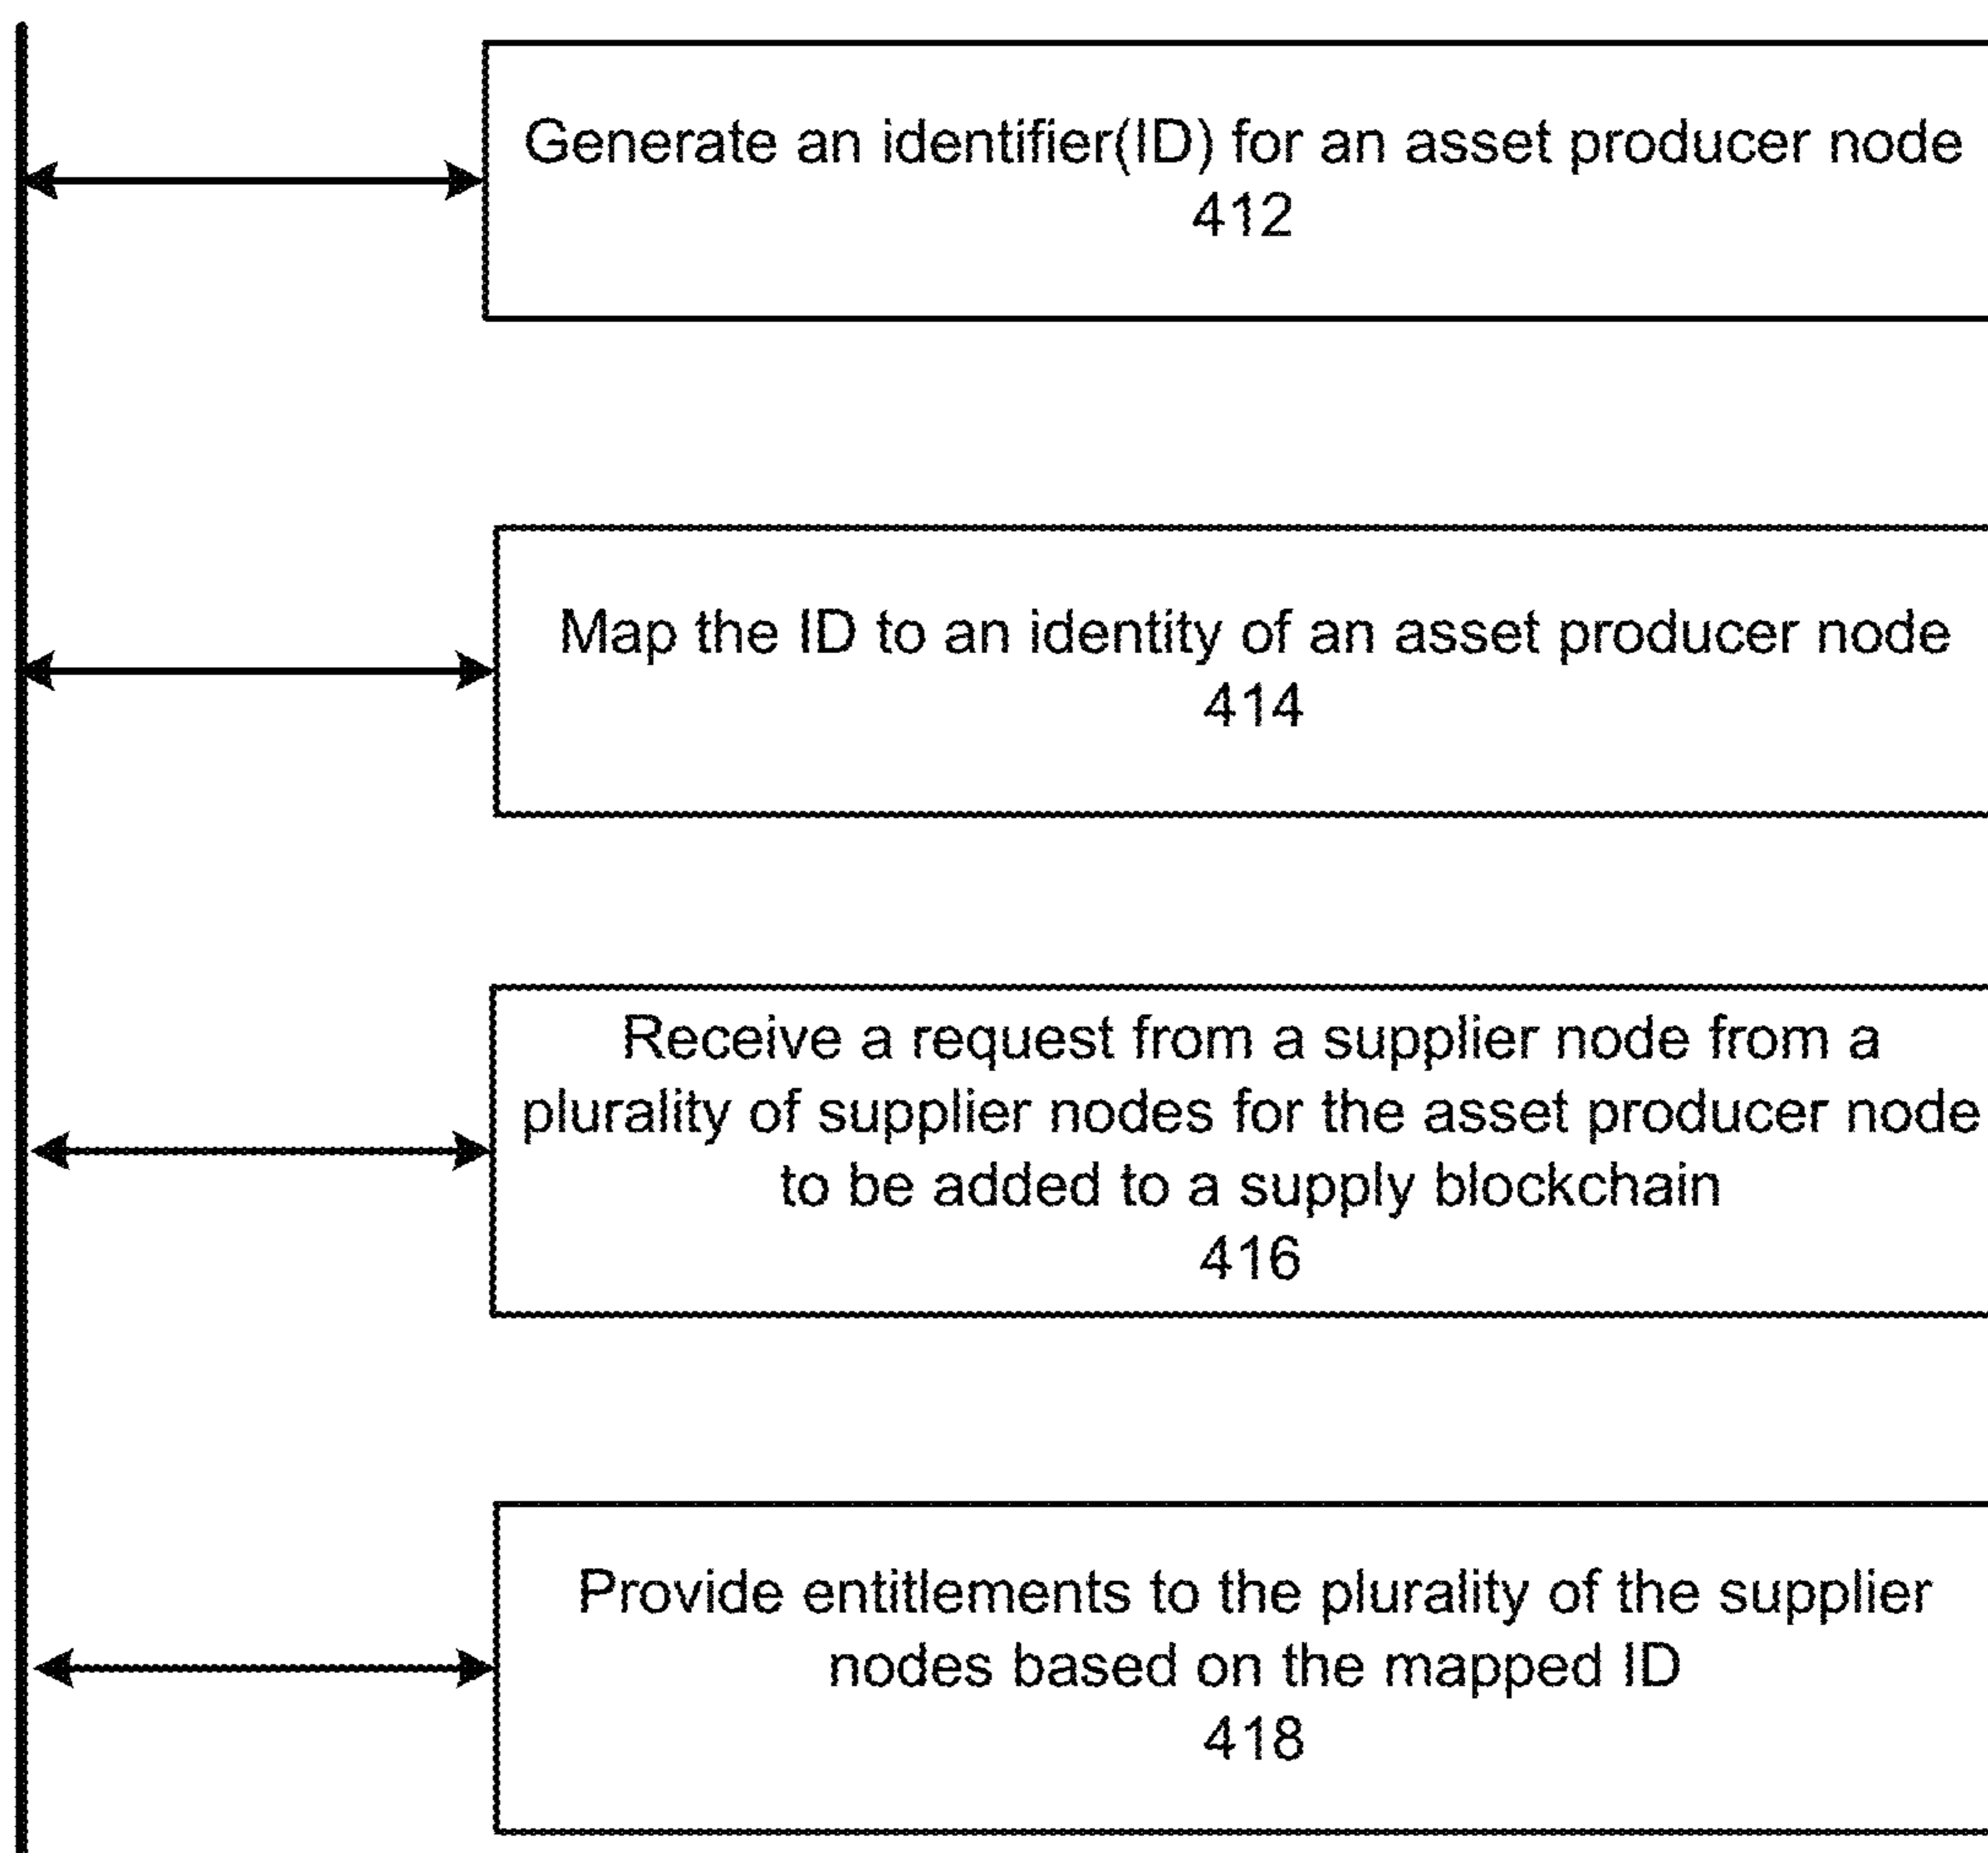 Generate an identifier(ID) for an asset producer node
412
Map the ID to an identity of an asset producer node
414
Receive a request from a supplier node from a
plurality of supplier nodes for the asset producer node
to be added to a supply blockchain
416
Provide entitlements to the plurality of the supplier
nodes based on the mapped ID
418